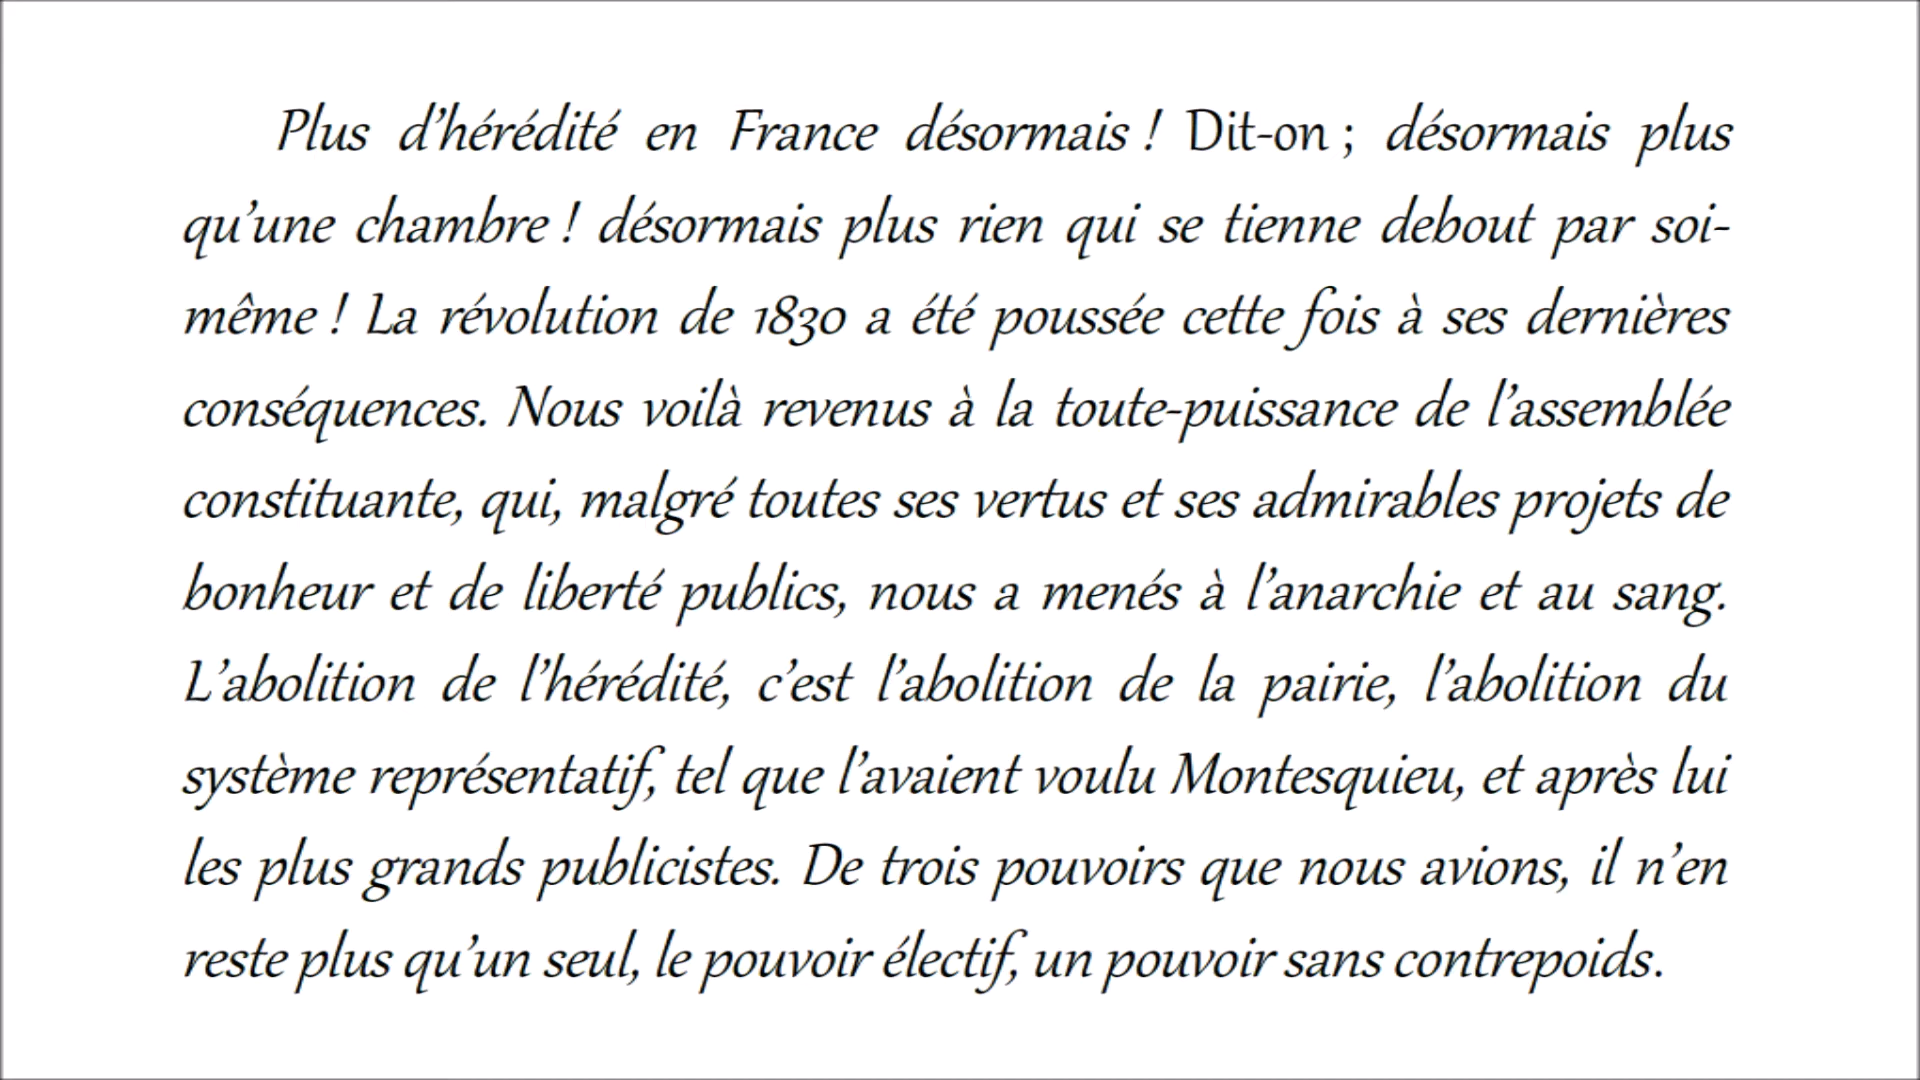 Plus d’hérédité en France désormais ! Dit-on ; désormais plus
qu’une chambre ! désormais plus rien qui se tienne debout par soi-
même ! La révolution de 1830 a été poussée cette fois à ses dernières
conséquences. Nous voilà revenus à la toute-puissance de l’assemblée
constituante, qui, malgré toutes ses vertus et ses admirables projets de
bonheur et de liberté publics, nous a menés à l’anarchie et au sang.
L’abolition de l’hérédité, c’est l’abolition de la pairie, l’abolition du
système représentatif, tel que l’avaient voulu Montesquieu, et après lui
les plus grands publicistes. De trois pouvoirs que nous avions, il n’en
reste plus qu’un seul, le pouvoir électif, un pouvoir sans contrepoids.